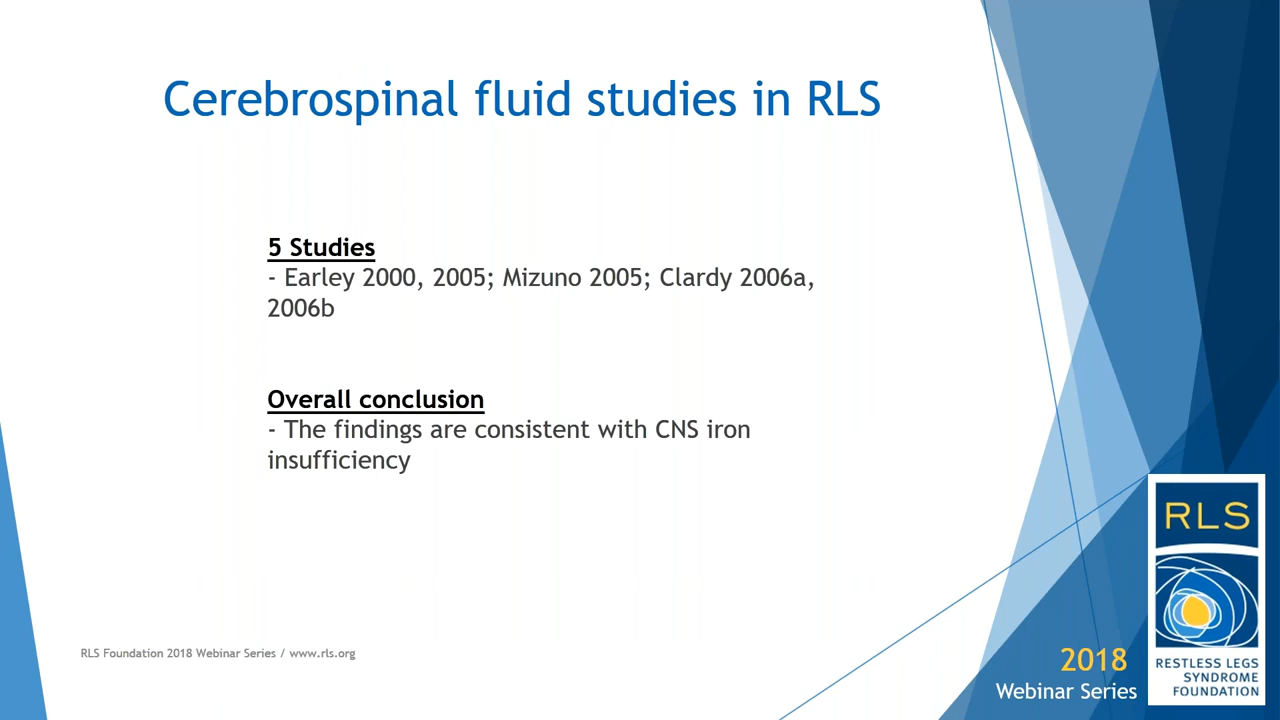 Cerebrospinal fluid studies in RLS
5 Studies
- Earley 2000, 2005; Mizuno 2005; Clardy 2006a,
2006b
Overall conclusion
- The findings are consistent with CNS iron
insufficiency
RLS Foundation 2018 Webinar Series / www.rls.org
2018
Webinar Series
RLS
RESTLESS LEGS
SYNDROME
FOUNDATION